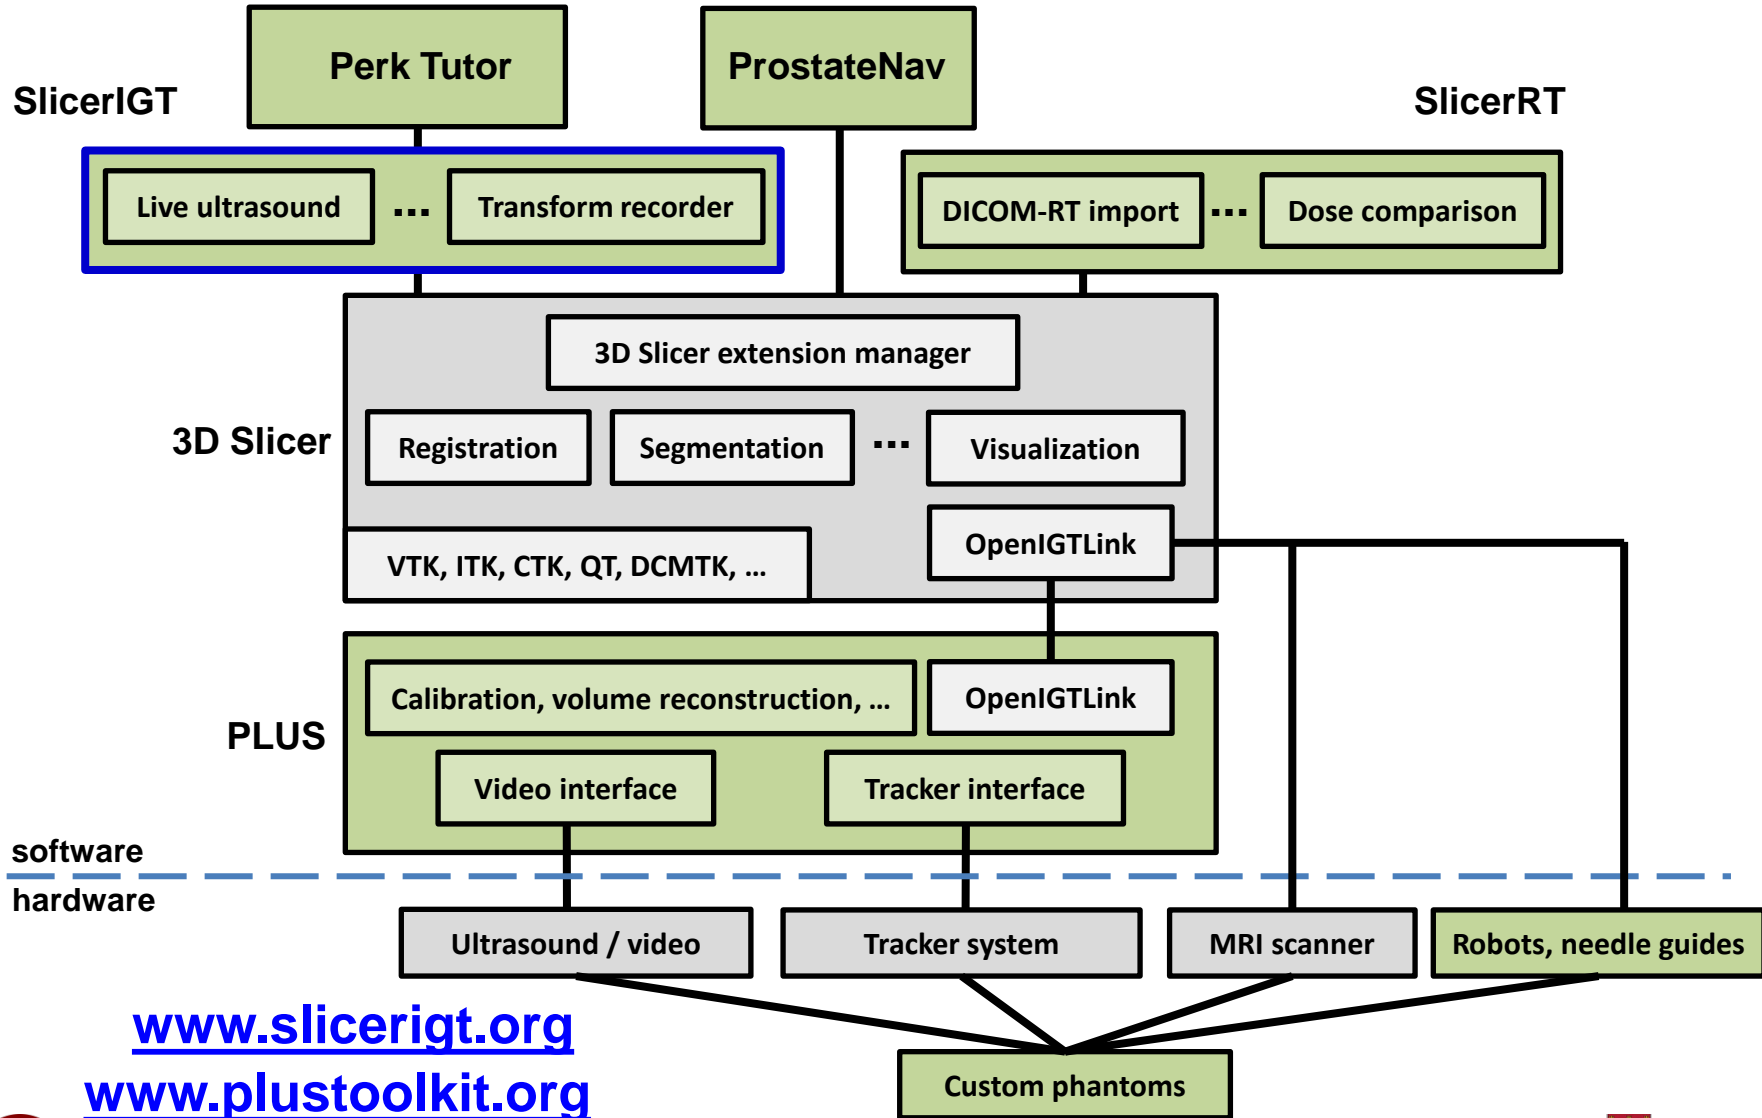 Perk Tutor
ProstateNav
SlicerIGT
SlicerRT
Live ultrasound
...
Transform recorder
DICOM-RT import
...
Dose comparison
3D Slicer extension manager
3D Slicer
Registration
Segmentation
...
Visualization
OpenIGTLink
VTK, ITK, CTK, QT, DCMTK, ...
Calibration, volume reconstruction, ...
OpenIGTLink
PLUS
Video interface
Tracker interface
software
hardware
Ultrasound / video
Tracker system
MRI scanner
Robots, needle guides
www.slicerigt.org
www.plustoolkit.org
Custom phantoms